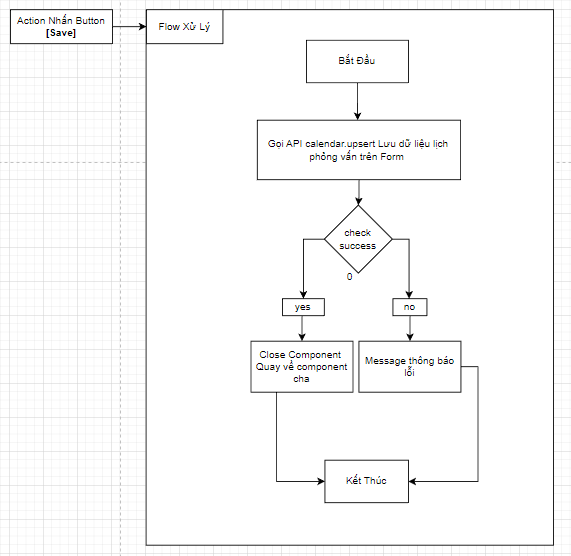 Action Nhấn Button
[Save]
Flow Xử Lý
Bắt Đầu
Gọi API calendar.upsert Lưu dữ liệu lịch
phỏng vấn trên Form
check
success
0
yes
no
Close Component
Quay về component
cha
Message thông báo
lỗi
Kết Thúc